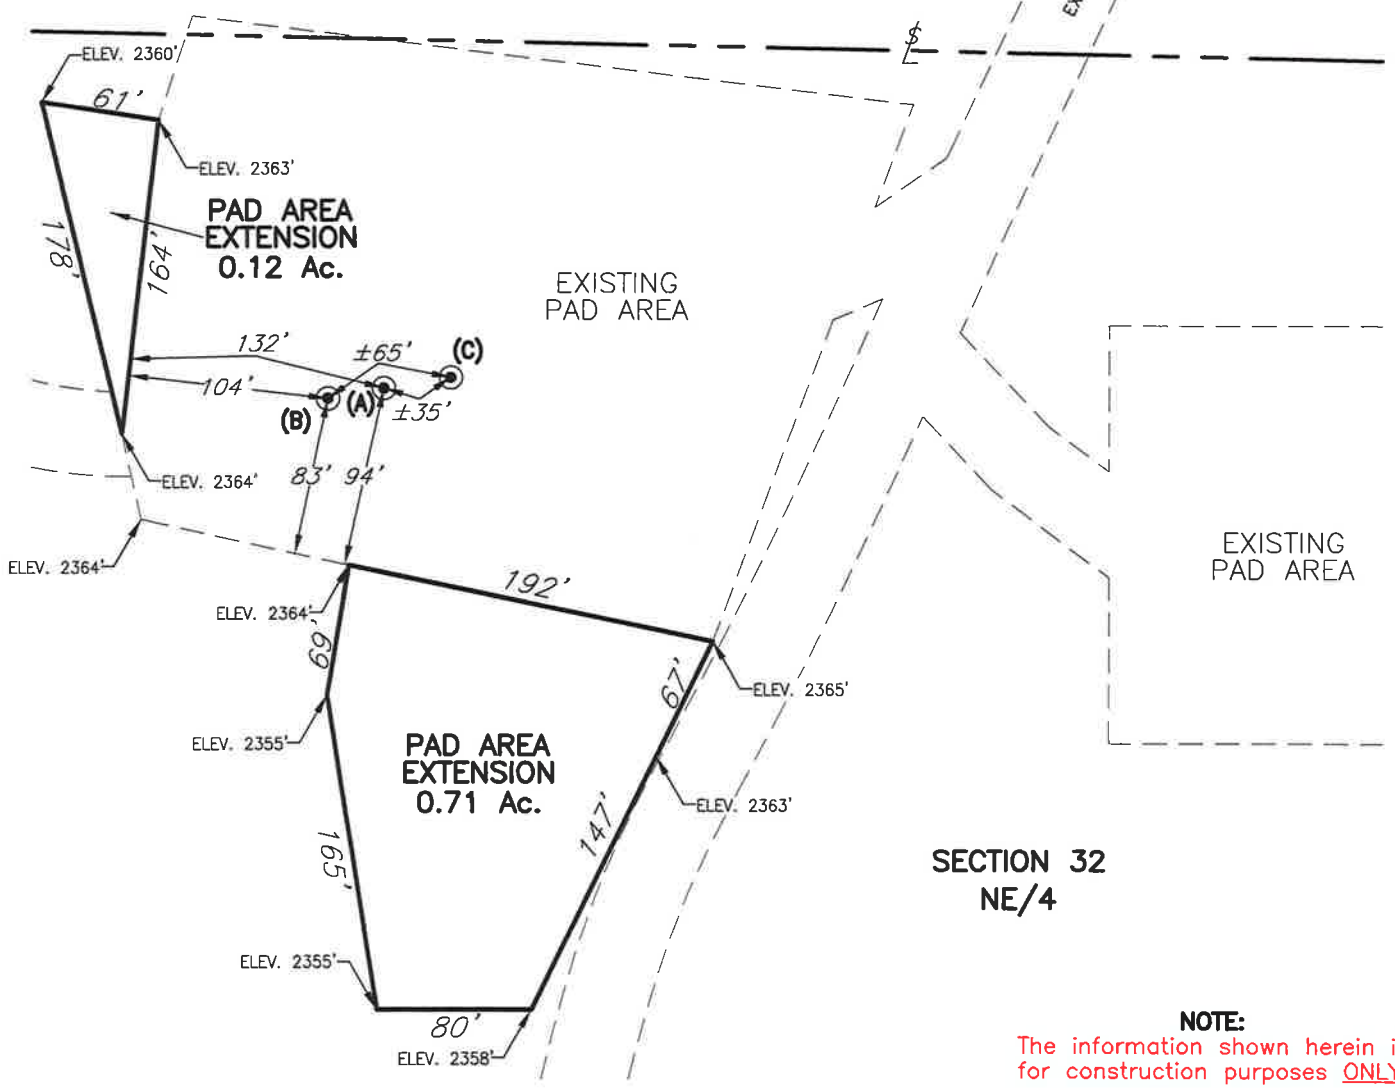 ELEV. 2360'
61'
ELEV. 2363'
PAD AREA
EXTENSION
0.12 Ac.
178'
164'
EXISTING
PAD AREA
132'
±65'
(C)
104'
(B)
(A)
±35'
83'
94'
ELEV. 2364'
ELEV. 2364'
EXISTING
PAD AREA
192'
ELEV. 2364'
69'
67'
ELEV. 2365'
ELEV. 2355'
PAD AREA
EXTENSION
0.71 Ac.
ELEV. 2363'
147'
165'
SECTION 32
NE/4
ELEV. 2355'
80'
ELEV. 2358'
NOTE:
The information shown herein i
for construction purposes ONLY